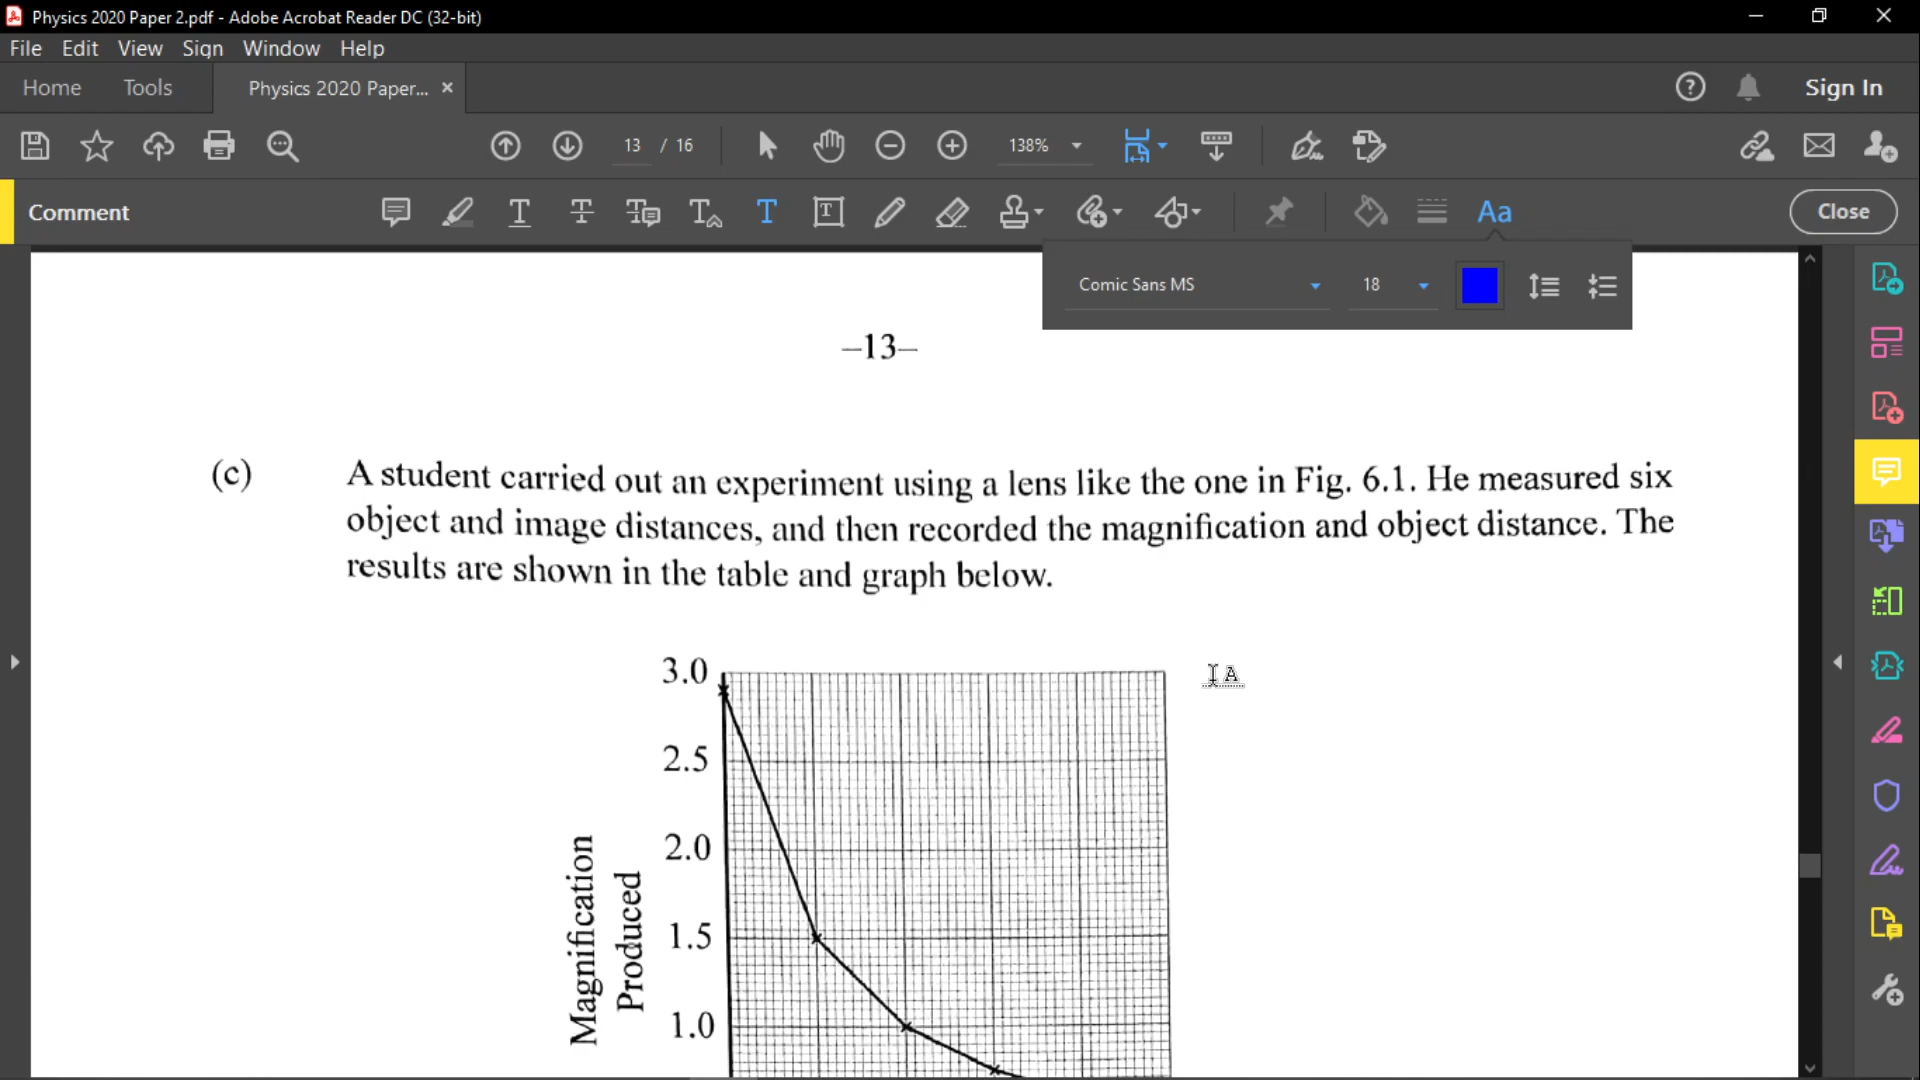 Physics 2020 Paper 2.pdf - Adobe Acrobat Reader DC (32-bit)
File Edit View Sign Window Help
Home Tools Physics 2020 Paper... × Sign In
13 / 16 138%
Comment T T T T T T Aa Close
Comic Sans MS 18
–13–
(c) A student carried out an experiment using a lens like the one in Fig. 6.1. He measured six
object and image distances, and then recorded the magnification and object distance. The
results are shown in the table and graph below.
3.0
2.5
2.0
1.5
1.0
Magnification
Produced
A